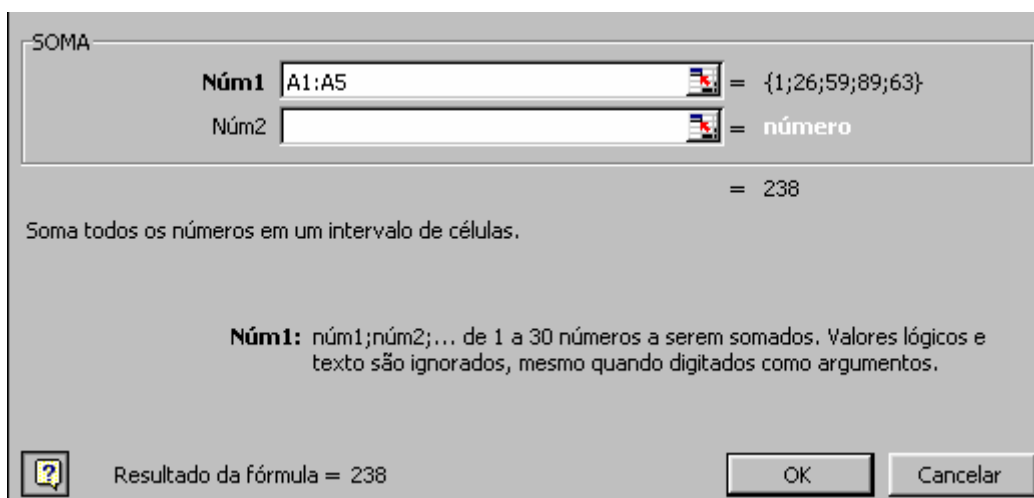 SOMA
Núm1 A1:A5 = {1;26;59;89;63}
Núm2 = número
= 238
Soma todos os números em um intervalo de células.
Núm1: núm1;núm2;... de 1 a 30 números a serem somados. Valores lógicos e
texto são ignorados, mesmo quando digitados como argumentos.
? Resultado da fórmula = 238 OK Cancelar